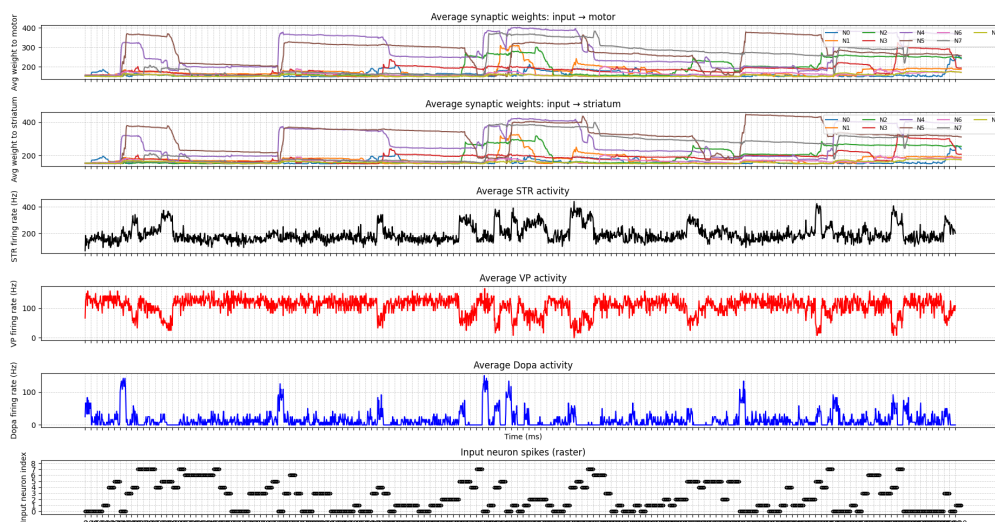 Average synaptic weights: input → motor
Avg weight to motor
400
300
200
N0 N2 N4 N6 N
N1 N3 N5 N7
Average synaptic weights: input → striatum
Avg weight to striatum
400
200
N0 N2 N4 N6 N
N1 N3 N5 N7
Average STR activity
STR firing rate (Hz)
400
200
Average VP activity
VP firing rate (Hz)
100
0
Average Dopa activity
Dopa firing rate (Hz)
100
0
Time (ms)
Input neuron spikes (raster)
Input neuron index
8
7
6
5
4
3
2
1
0